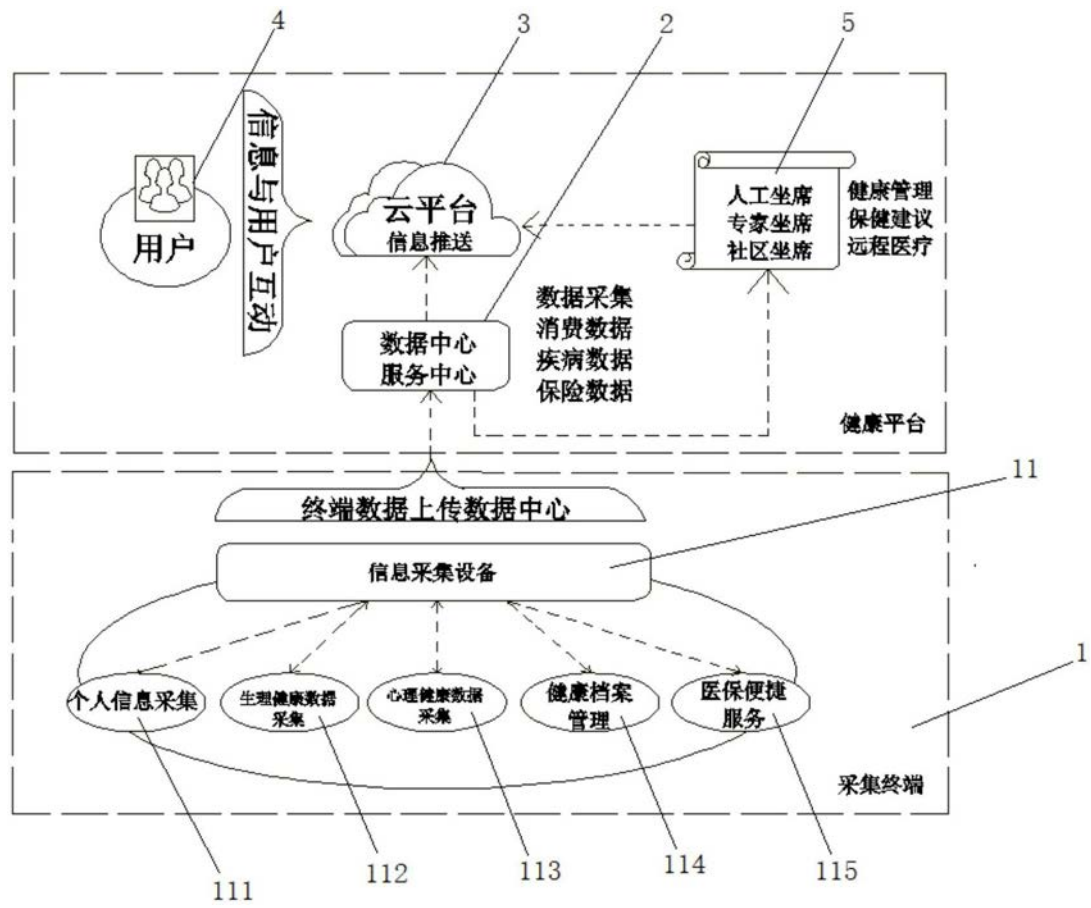 4
3
2
5
信息与用户互动
用户
云平台
信息推送
人工坐席
专家坐席
社区坐席
健康管理
保健建议
远程医疗
数据中心
服务中心
数据采集
消费数据
疾病数据
保险数据
健康平台
终端数据上传数据中心
11
信息采集设备
1
个人信息采集
生理健康数据
采集
心理健康数据
采集
健康档案
管理
医保便捷
服务
采集终端
111
112
113
114
115